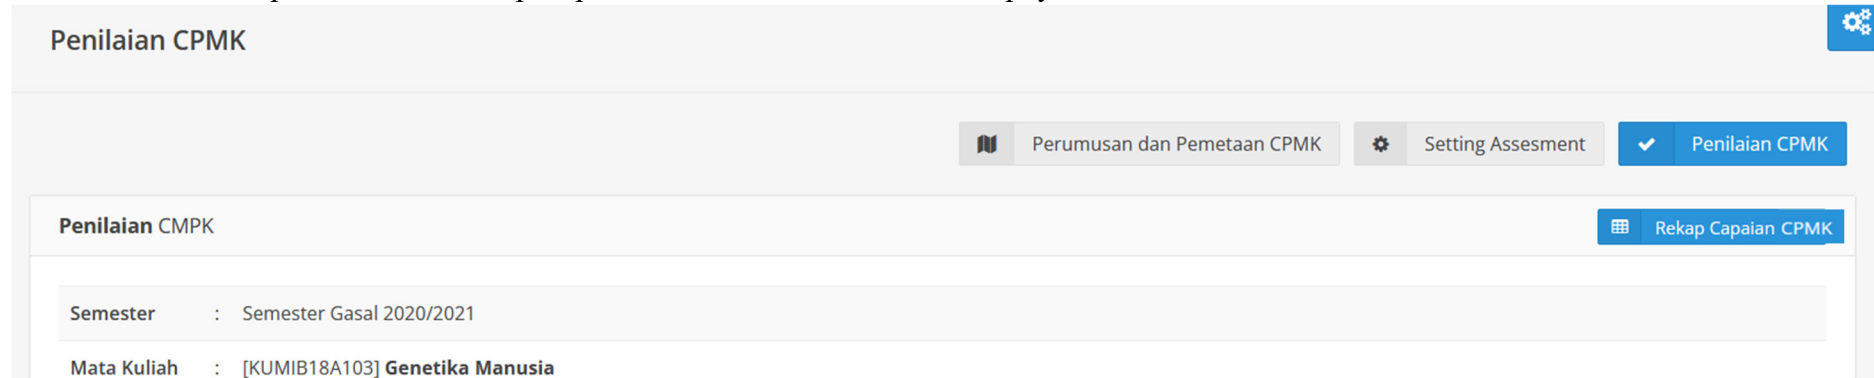 Penilaian CPMK
Perumusan dan Pemetaan CPMK Setting Assesment Penilaian CPMK
Penilaian CMPK Rekap Capaian CPMK
Semester : Semester Gasal 2020/2021
Mata Kuliah : [KUMIB18A103] Genetika Manusia